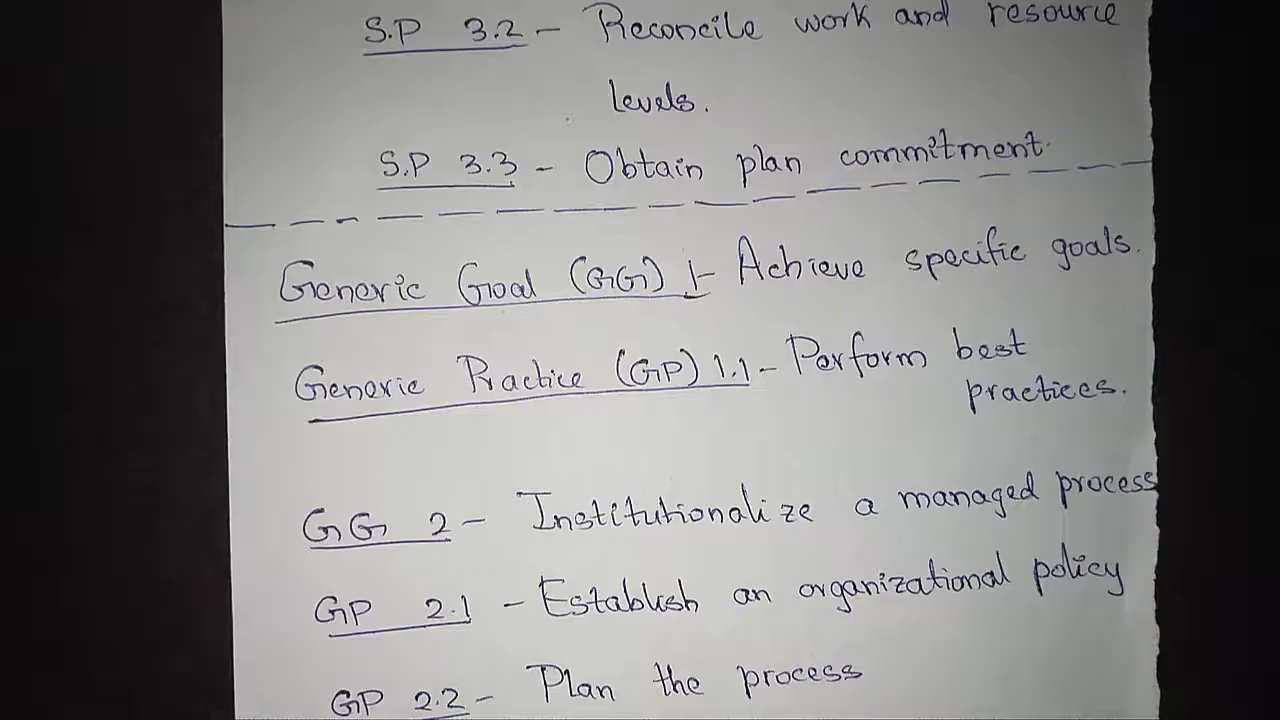 S.P 3.2 - Reconcile work and resource
levels.
S.P 3.3 - Obtain plan commitment.
Generic Goal (GG) 1- Achieve specific goals.
Generic Practice (GP) 1.1 - Perform best
practices.
GG 2 - Institutionalize a managed process
GP 2.1 - Establish an organizational policy
GP 2.2 - Plan the process